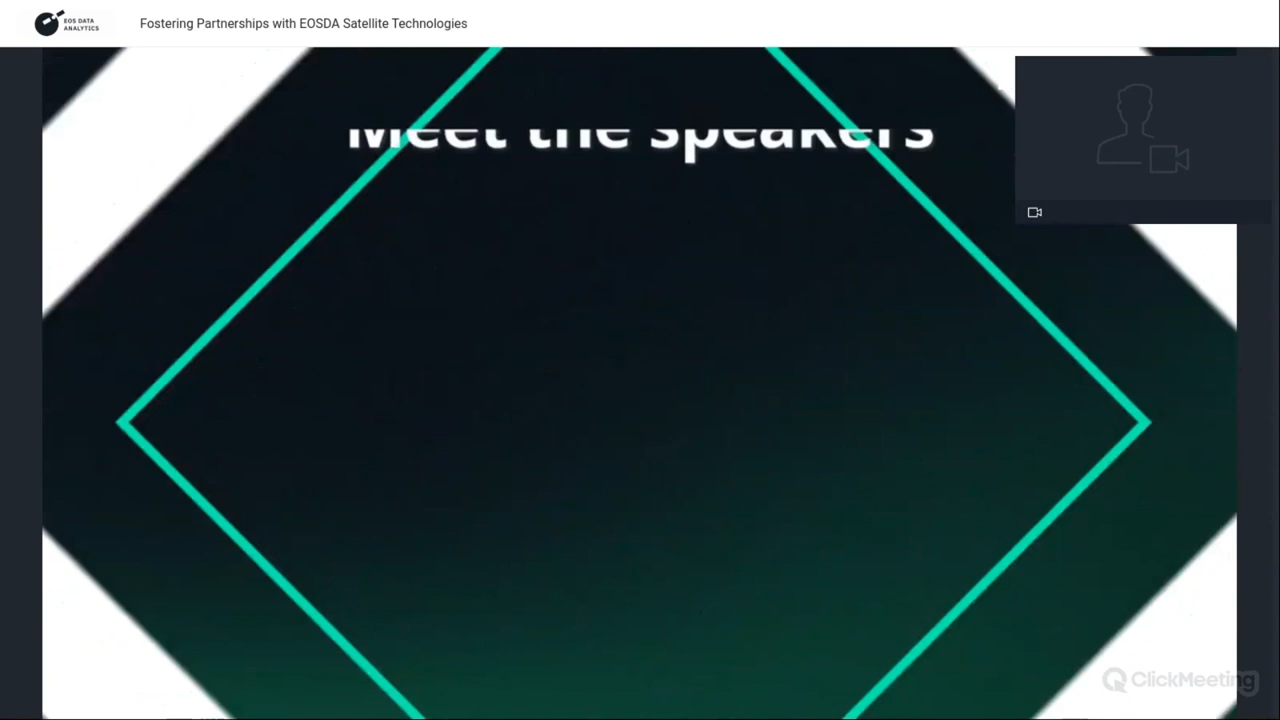 EOS DATA
ANALYTICS
Fostering Partnerships with EOSDA Satellite Technologies
Meet the speakers
ClickMeeting